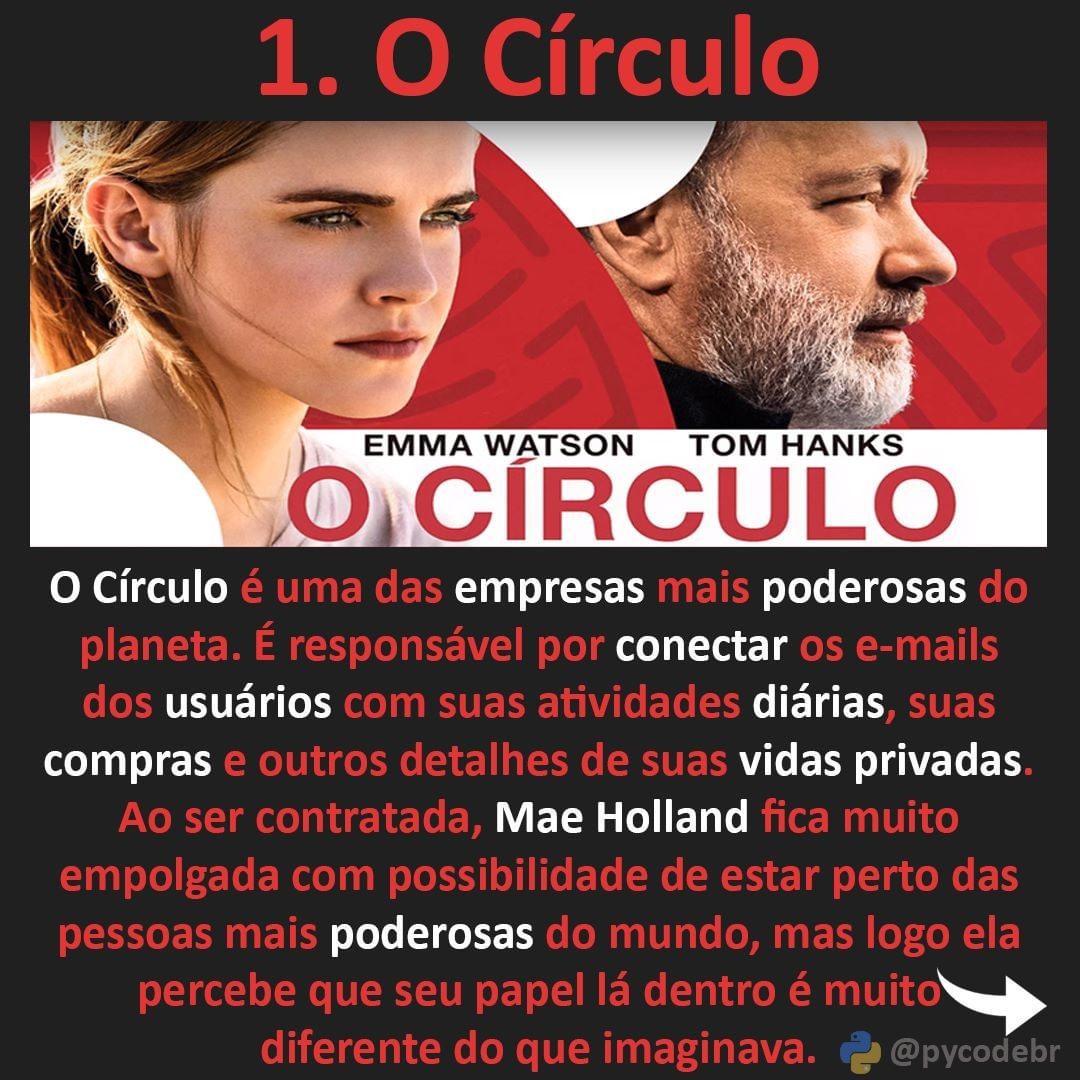 1. O Círculo
EMMA WATSON TOM HANKS
O CÍRCULO
O Círculo é uma das empresas mais poderosas do
planeta. É responsável por conectar os e-mails
dos usuários com suas atividades diárias, suas
compras e outros detalhes de suas vidas privadas.
Ao ser contratada, Mae Holland fica muito
empolgada com possibilidade de estar perto das
pessoas mais poderosas do mundo, mas logo ela
percebe que seu papel lá dentro é muito
diferente do que imaginava.
@pycodebr